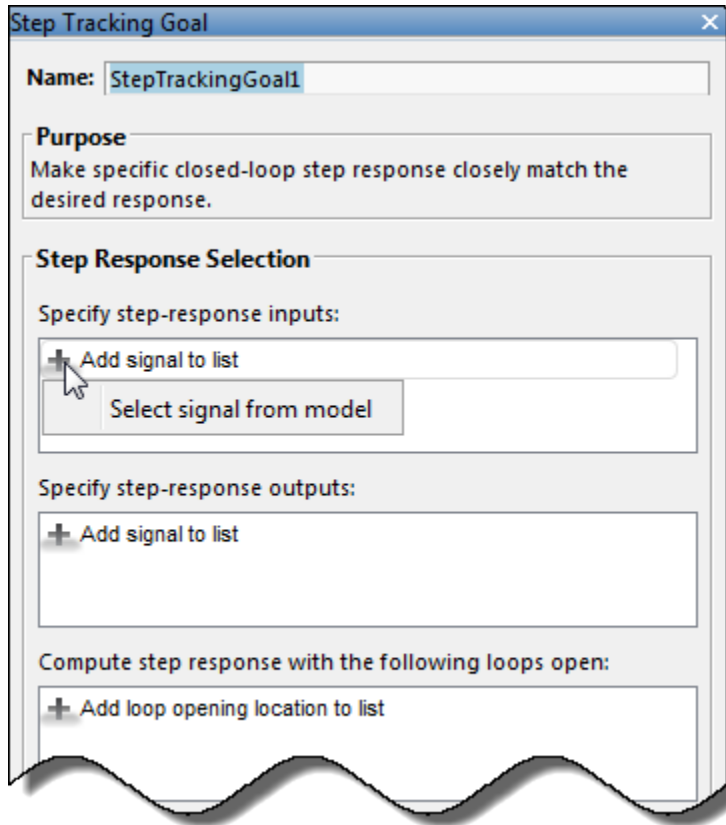 Step Tracking Goal
Name: StepTrackingGoal1
Purpose
Make specific closed-loop step response closely match the
desired response.
Step Response Selection
Specify step-response inputs:
Add signal to list
Select signal from model
Specify step-response outputs:
Add signal to list
Compute step response with the following loops open:
Add loop opening location to list